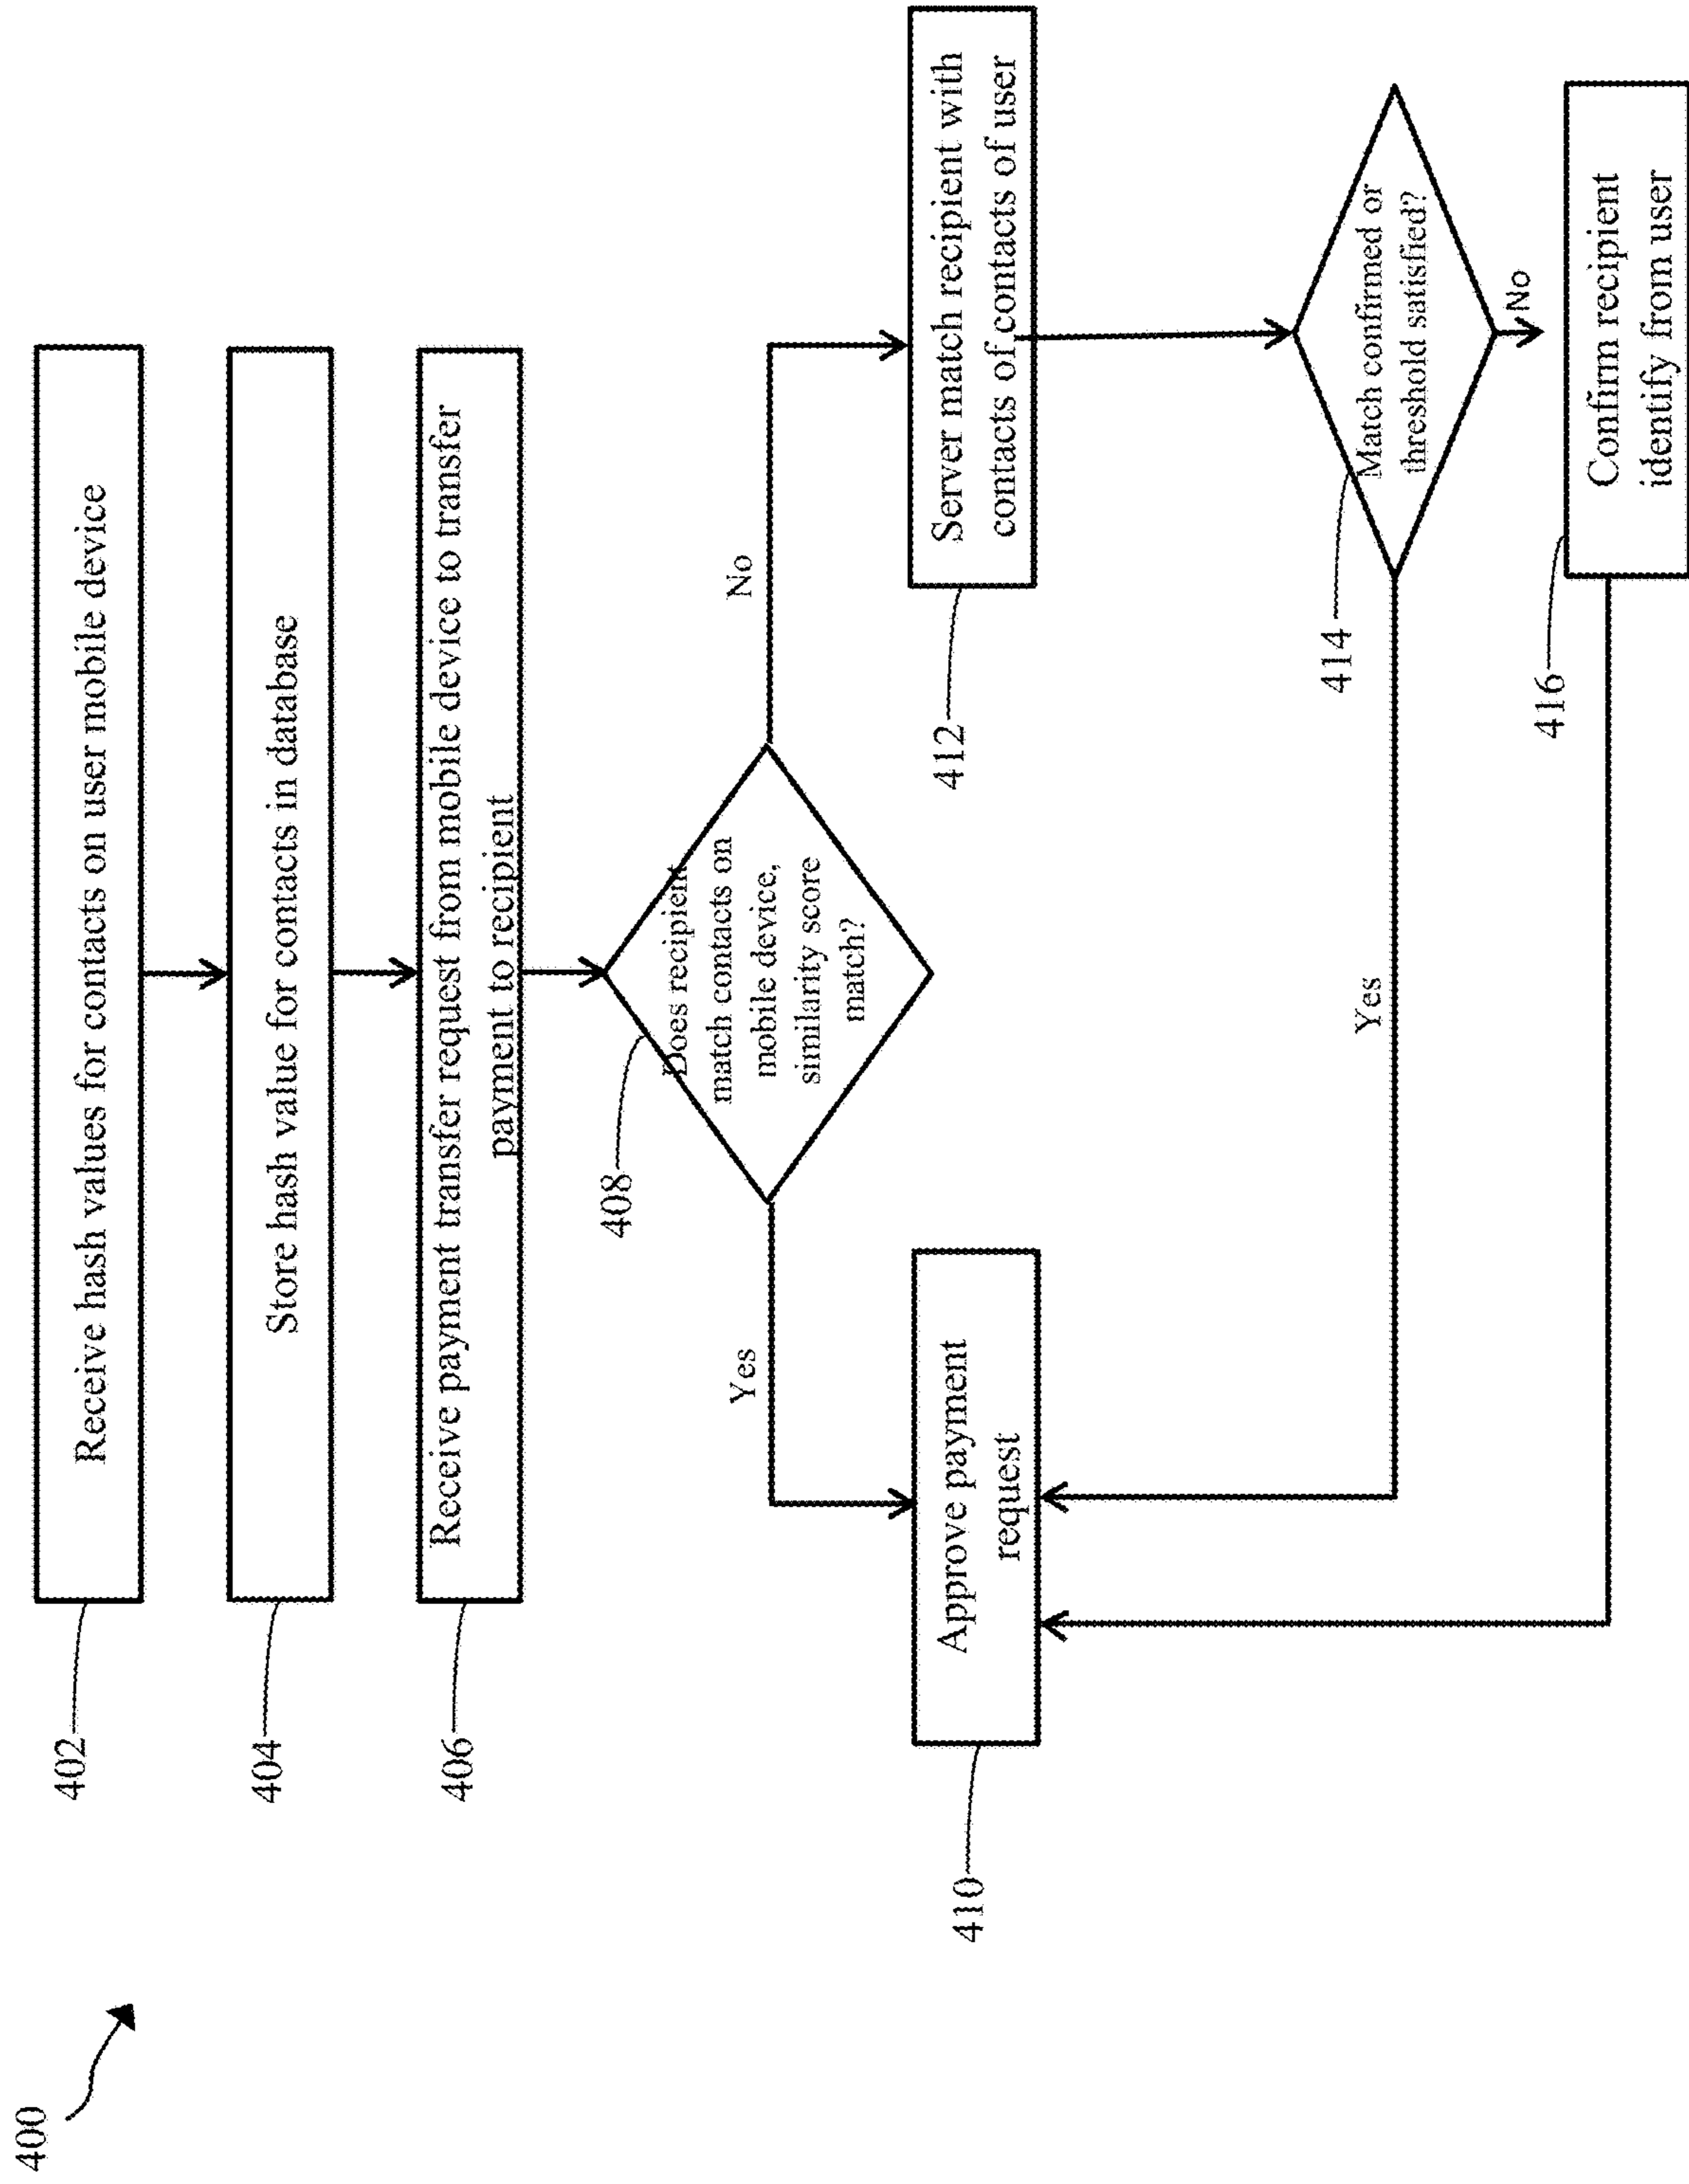 400
402
Receive hash values for contacts on user mobile device
404
Store hash value for contacts in database
406
Receive payment transfer request from mobile device to transfer
payment to recipient
408
Does recipient
match contacts on
mobile device,
similarity score
match?
Yes
No
410
Approve payment
request
412
Server match recipient with
contacts of contacts of user
414
Match confirmed or
threshold satisfied?
Yes
No
416
Confirm recipient
identify from user